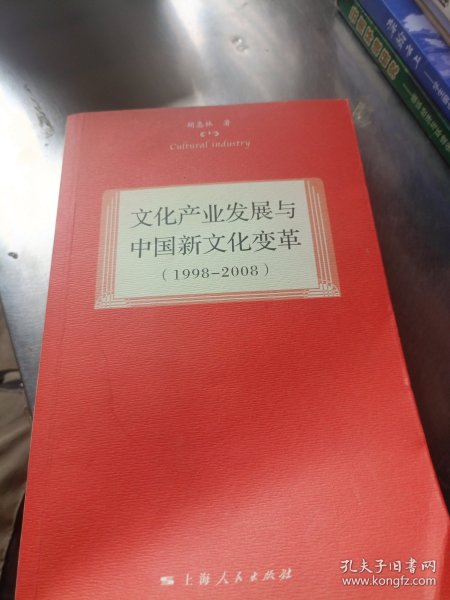 胡惠林 著
Cultural industry
文化产业发展与
中国新文化变革
(1998-2008)
上海人民出版社
孔夫子旧书网
www.kongfz.com